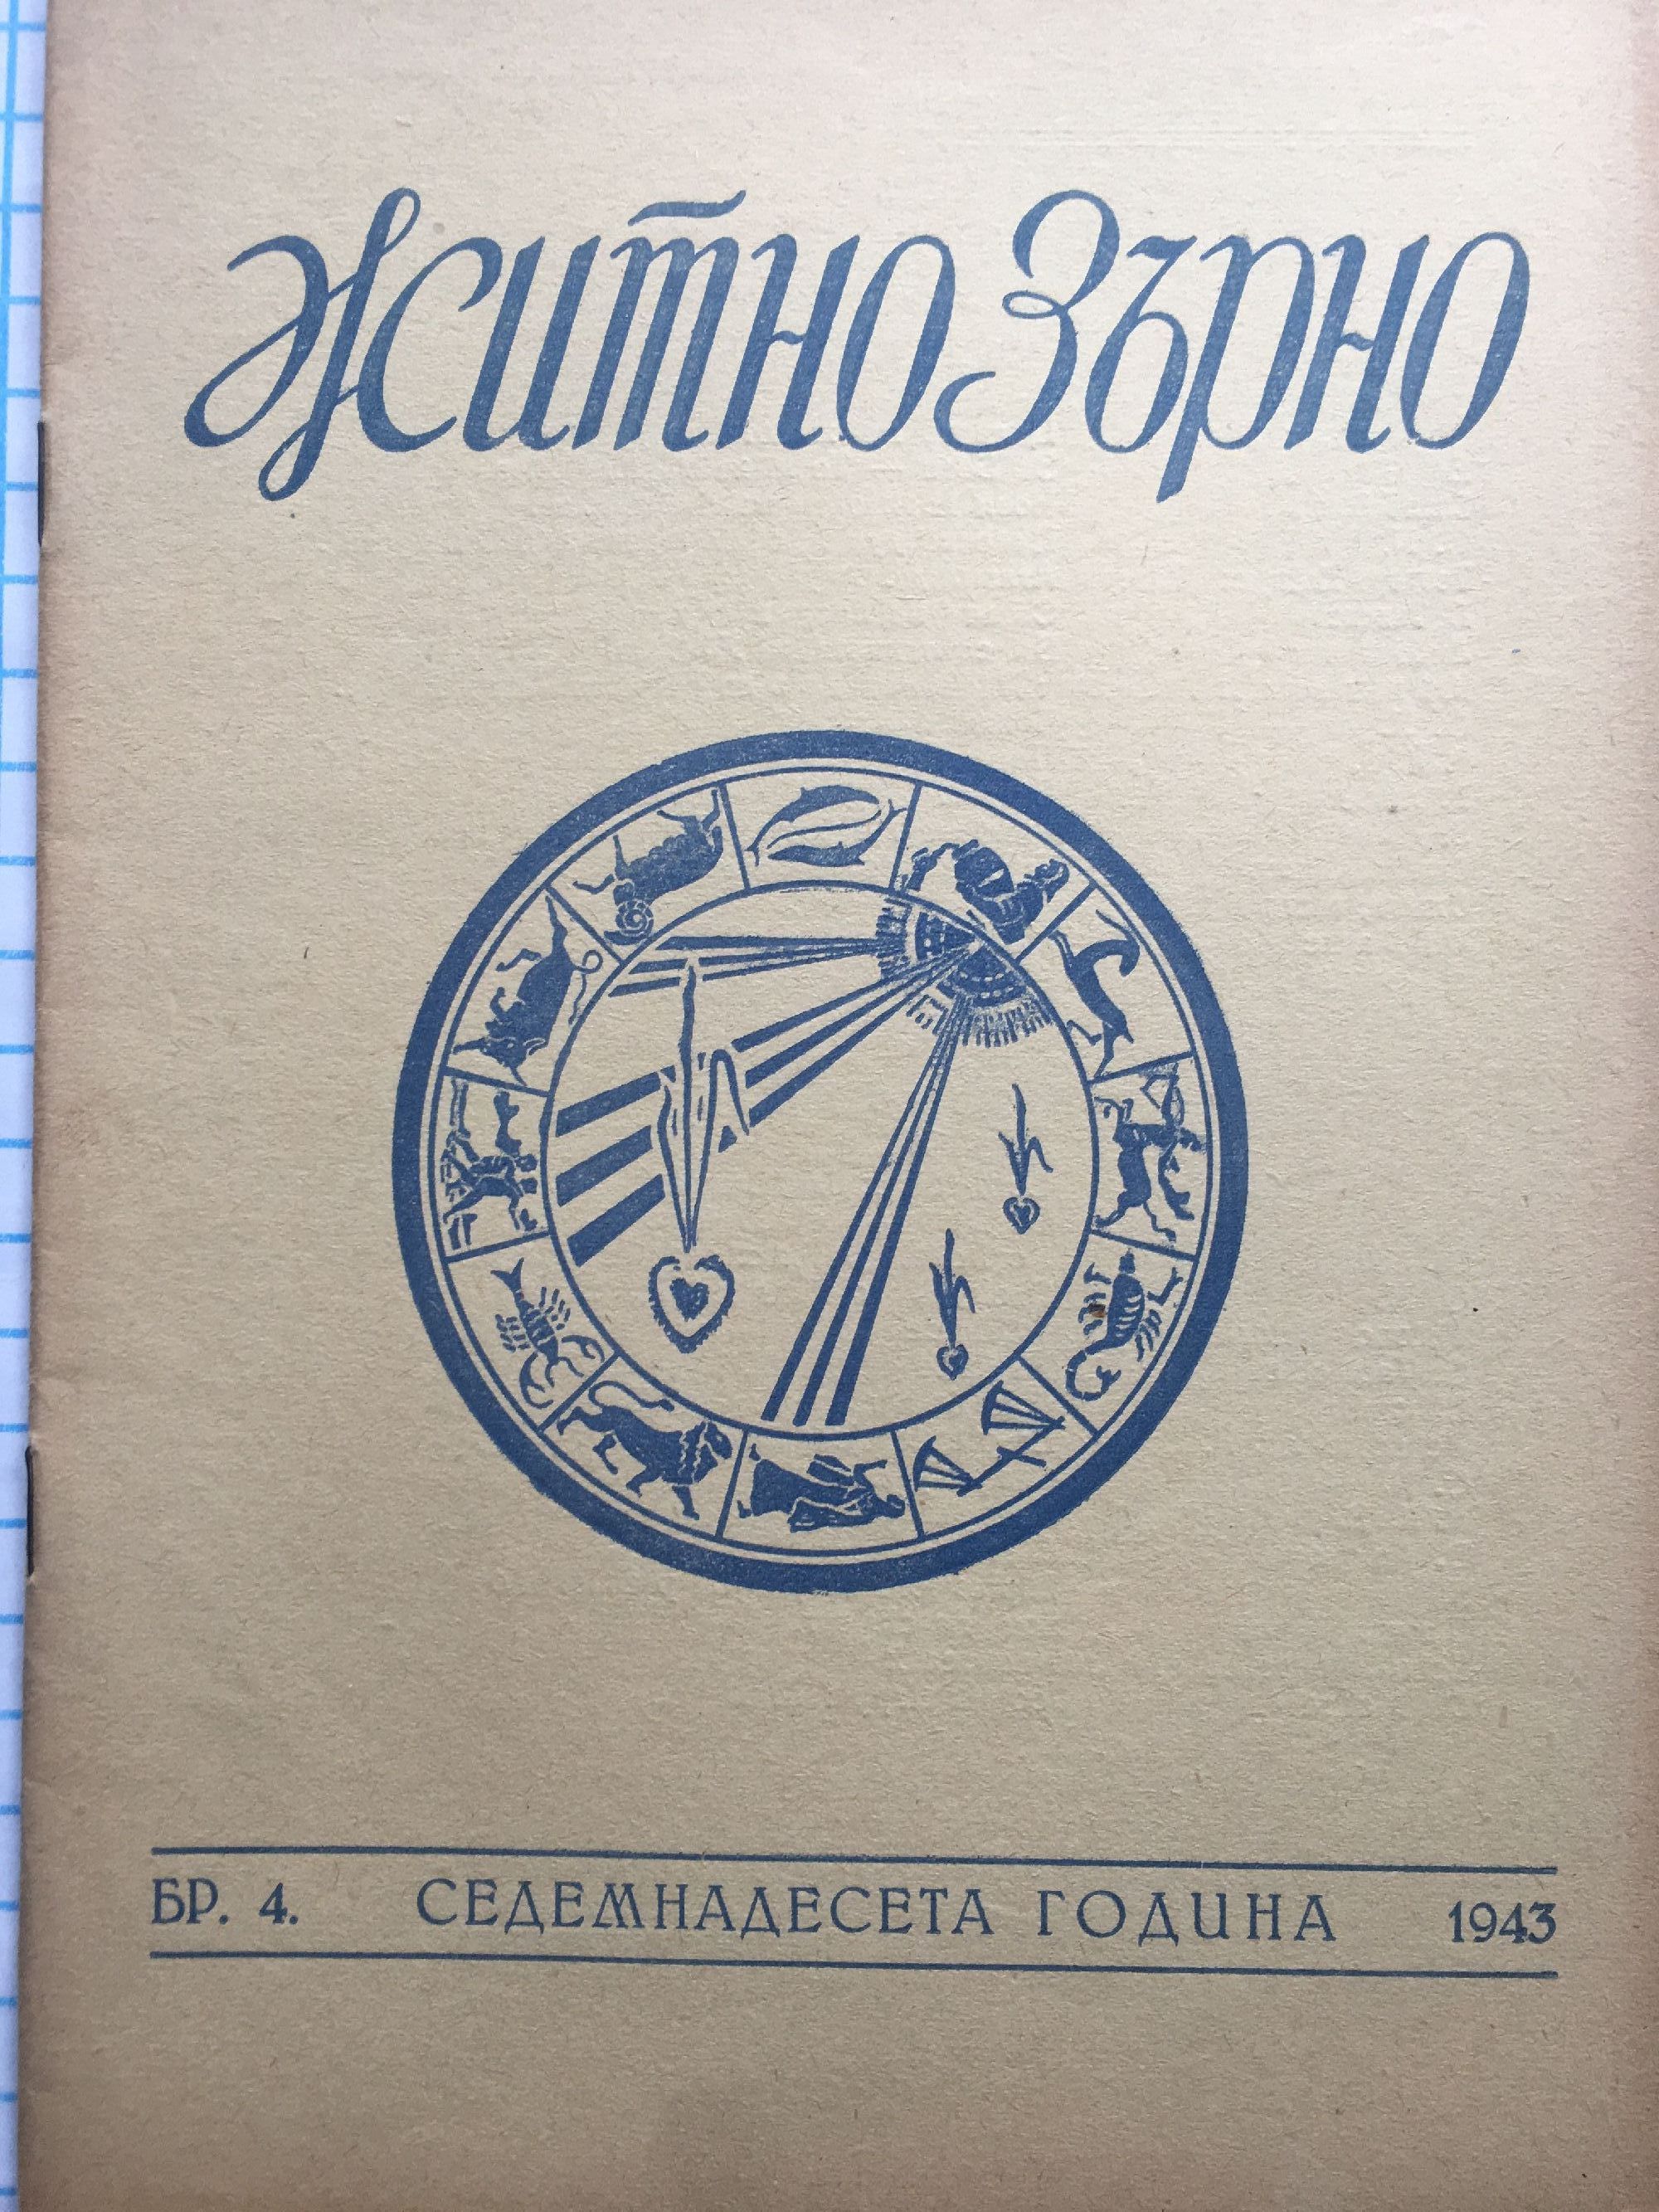 Житно Зърно
БР. 4. СЕДЕМНАДЕСЕТА ГОДИНА 1943